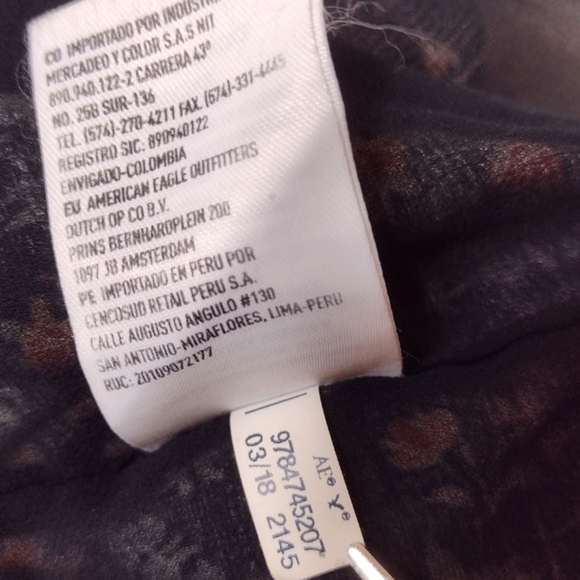 CO IMPORTADO POR INDUSTRIA
MERCADEO Y COLOR S.A.S NIT
890.940.122-2 CARRERA 43º
NO. 25B SUR-136
TEL. (574)-270-4211 FAX. (574)-331-4445
REGISTRO SIC: 890940122
ENVIGADO-COLOMBIA
EU AMERICAN EAGLE OUTFITTERS
DUTCH OP CO B.V.
PRINS BERNHARDPLEIN 200
1097 JB AMSTERDAM
PE IMPORTADO EN PERU POR
CENCOSUD RETAIL PERU S.A.
CALLE AUGUSTO ANGULO #130
SAN ANTONIO-MIRAFLORES, LIMA-PERU
RUC: 20109072177
AE®
9784745207
03/18 2145